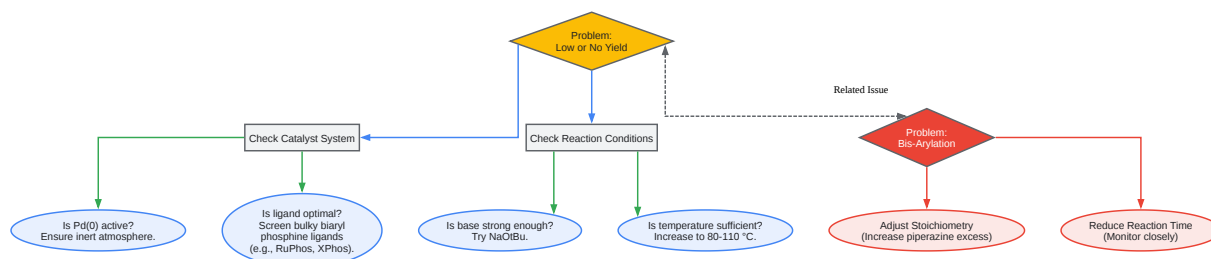 Problem:
Low or No Yield
Related Issue
Check Catalyst System
Check Reaction Conditions
Problem:
Bis-Arylation
Is Pd(0) active?
Ensure inert atmosphere.
Is ligand optimal?
Screen bulky biaryl
phosphine ligands
(e.g., RuPhos, XPhos).
Is base strong enough?
Try NaOtBu.
Is temperature sufficient?
Increase to 80-110 °C.
Adjust Stoichiometry
(Increase piperazine excess)
Reduce Reaction Time
(Monitor closely)